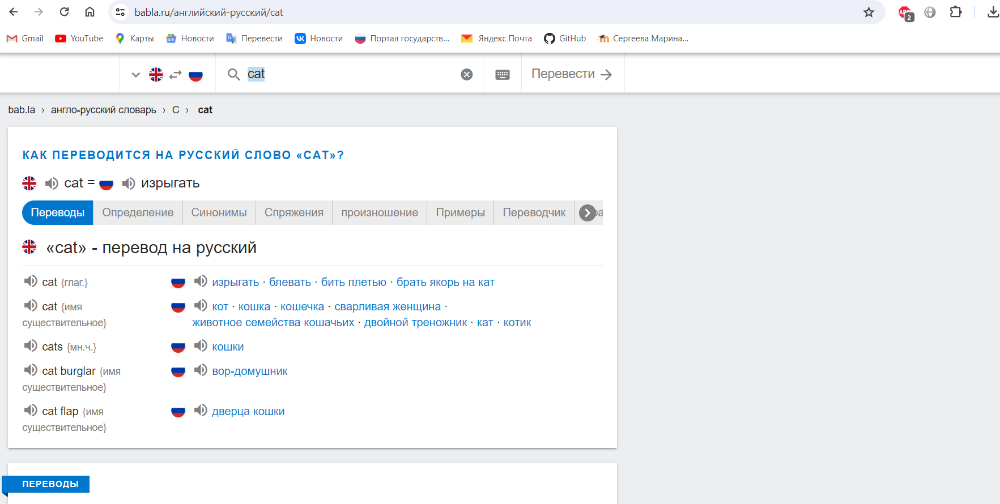 babla.ru/английский-русский/cat
2
Gmail YouTube Карты Новости Перевести Новости Портал государств... Яндекс Почта GitHub Сергеева Марина...
cat Перевести
bab.la › англо-русский словарь › C › cat
КАК ПЕРЕВОДИТСЯ НА РУССКИЙ СЛОВО «CAT»?
cat = изрыгать
Переводы Определение Синонимы Спряжения произношение Примеры Переводчик
«cat» - перевод на русский
cat {глаг.} изрыгать · блевать · бить плетью · брать якорь на кат
cat {имя существительное} кот · кошка · кошечка · сварливая женщина ·
животное семейства кошачьих · двойной треножник · кат · котик
cats {мн.ч.} кошки
cat burglar {имя существительное} вор-домушник
cat flap {имя существительное} дверца кошки
ПЕРЕВОДЫ